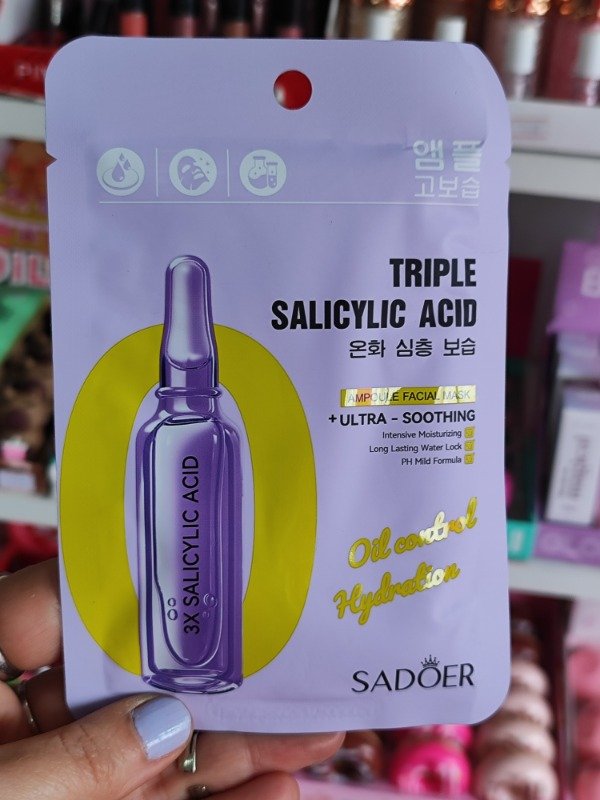 앰플
고보습
TRIPLE
SALICYLIC ACID
온화 심층 보습
AMPOULE FACIAL MASK
+ULTRA - SOOTHING
Intensive Moisturizing
Long Lasting Water Lock
PH Mild Formula
3X SALICYLIC ACID
Oil control
Hydration
SADOER